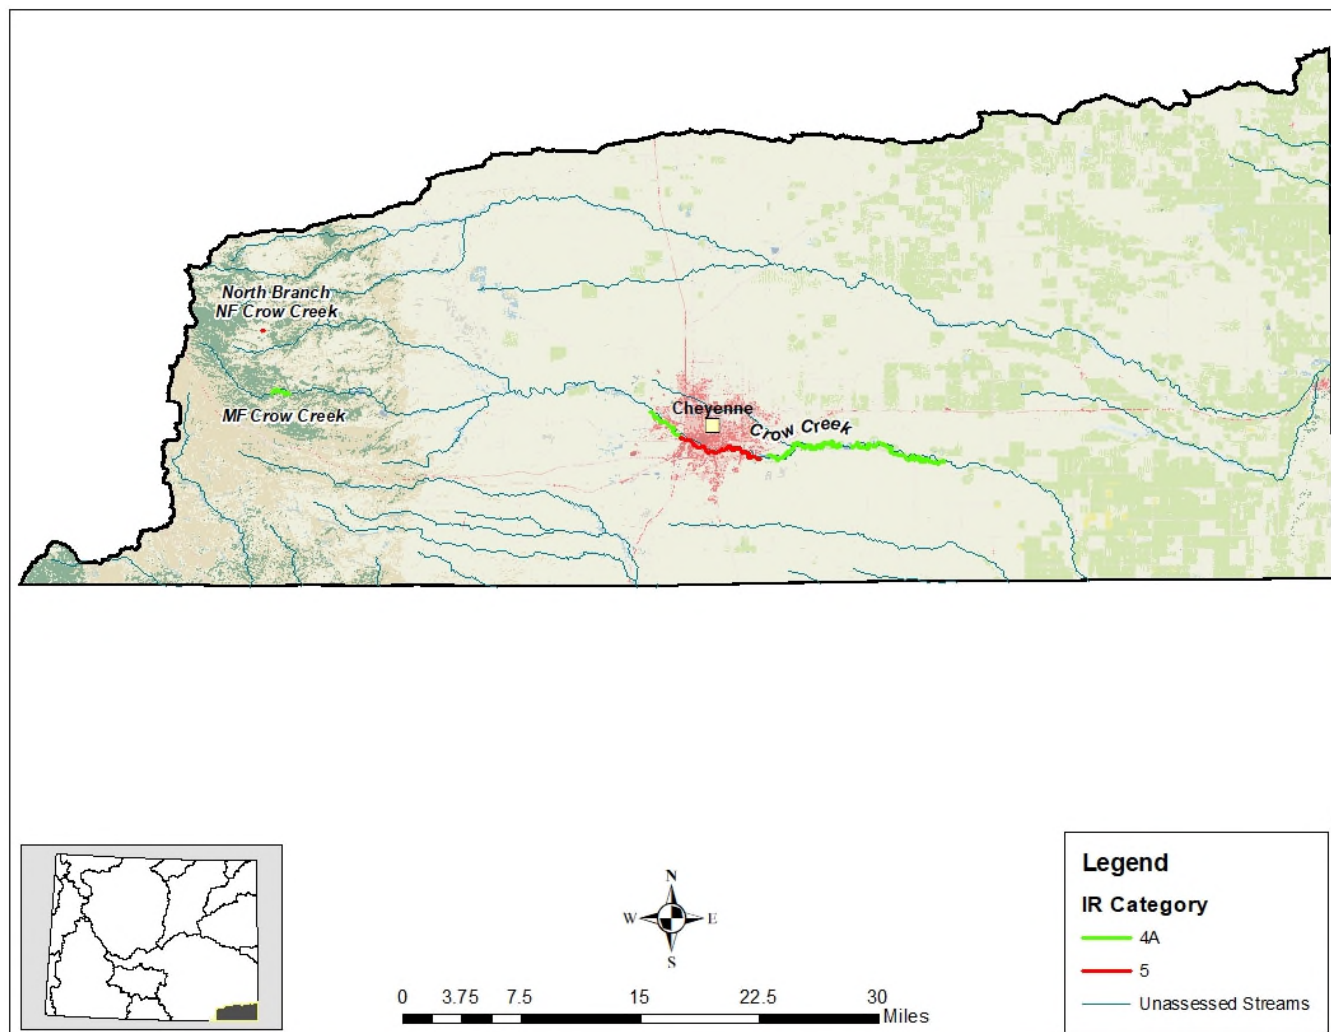 North Branch
NF Crow Creek
MF Crow Creek
Cheyenne
Crow Creek
N
W
E
S
0 3.75 7.5 15 22.5 30
Miles
Legend
IR Category
4A
5
Unassessed Streams